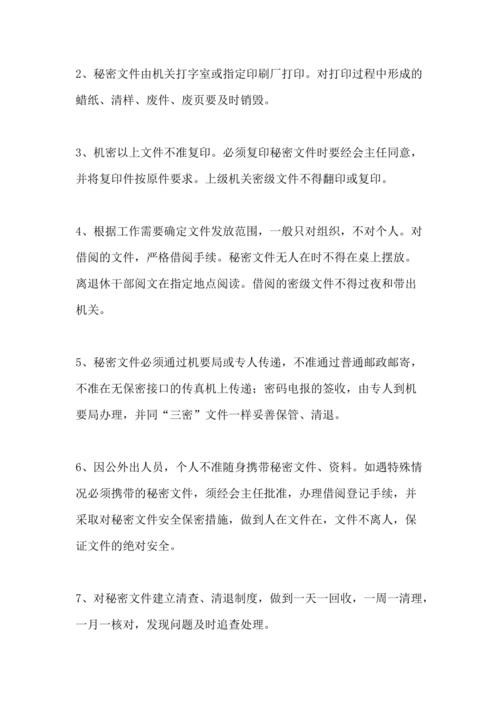 2、秘密文件由机关打字室或指定印刷厂打印。对打印过程中形成的
蜡纸、清样、废件、废页要及时销毁。
3、机密以上文件不准复印。必须复印秘密文件时要经会主任同意，
并将复印件按原件要求。上级机关密级文件不得翻印或复印。
4、根据工作需要确定文件发放范围，一般只对组织，不对个人。对
借阅的文件，严格借阅手续。秘密文件无人在时不得在桌上摆放。
离退休干部阅文在指定地点阅读。借阅的密级文件不得过夜和带出
机关。
5、秘密文件必须通过机要局或专人传递，不准通过普通邮政邮寄，
不准在无保密接口的传真机上传递；密码电报的签收，由专人到机
要局办理，并同“三密”文件一样妥善保管、清退。
6、因公外出人员，个人不准随身携带秘密文件、资料。如遇特殊情
况必须携带的秘密文件，须经会主任批准，办理借阅登记手续，并
采取对秘密文件安全保密措施，做到人在文件在，文件不离人，保
证文件的绝对安全。
7、对秘密文件建立清查、清退制度，做到一天一回收，一周一清理，
一月一核对，发现问题及时追查处理。